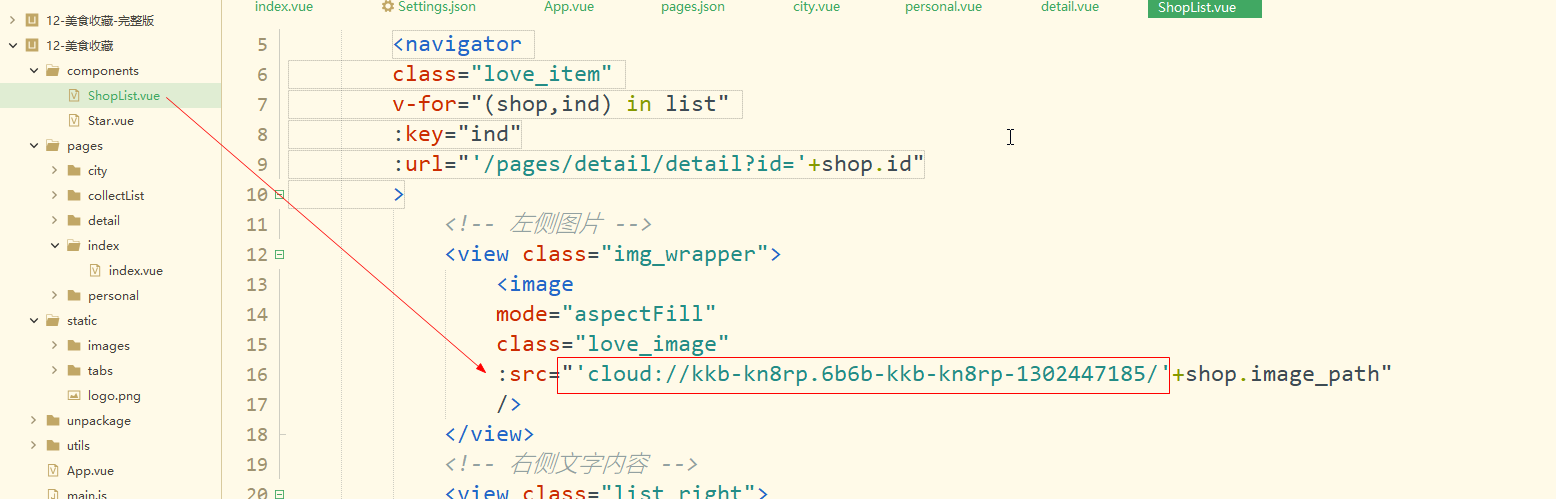 index.vue
Settings.json
App.vue
pages.json
city.vue
personal.vue
detail.vue
ShopList.vue
12-美食收藏-完整版
12-美食收藏
components
ShopList.vue
Star.vue
pages
city
collectList
detail
index
index.vue
personal
static
images
tabs
logo.png
unpackage
utils
App.vue
main.js
5 <navigator
6 class="love_item"
7 v-for="(shop,ind) in list"
8 :key="ind"
9 :url="'/pages/detail/detail?id='+shop.id"
10 >
11 <!-- 左侧图片 -->
12 <view class="img_wrapper">
13 <image
14 mode="aspectFill"
15 class="love_image"
16 :src="'cloud://kkb-kn8rp.6b6b-kkb-kn8rp-1302447185/'+shop.image_path"
17 />
18 </view>
19 <!-- 右侧文字内容 -->
20 <view class="list_right">